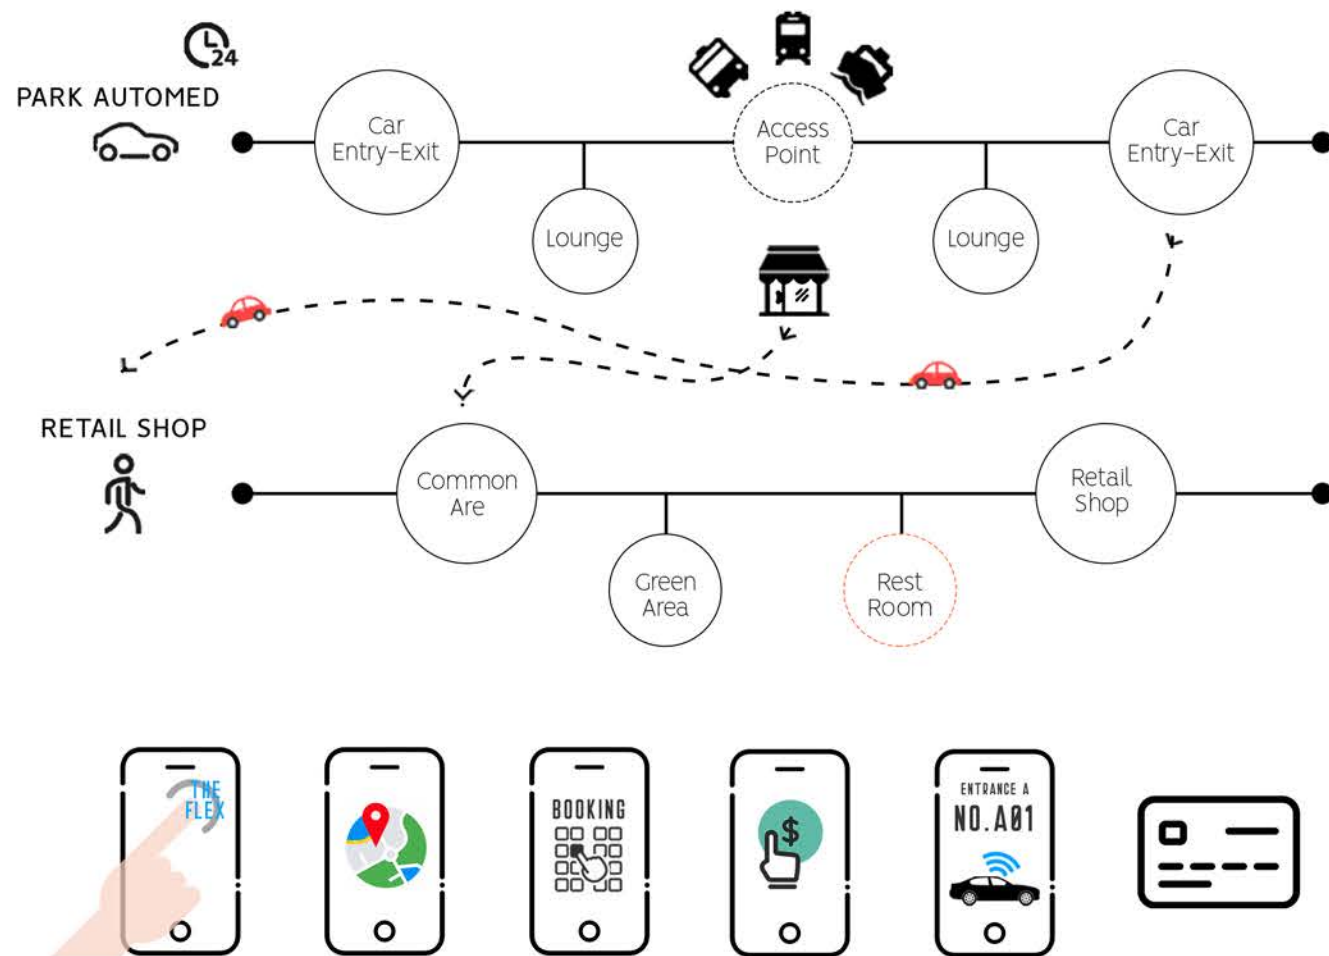 24
PARK AUTOMED
Car
Entry-Exit
Access
Point
Car
Entry-Exit
Lounge
Lounge
RETAIL SHOP
Common
Are
Retail
Shop
Green
Area
Rest
Room
THE
FLEX
BOOKING
$
ENTRANCE A
NO.A01